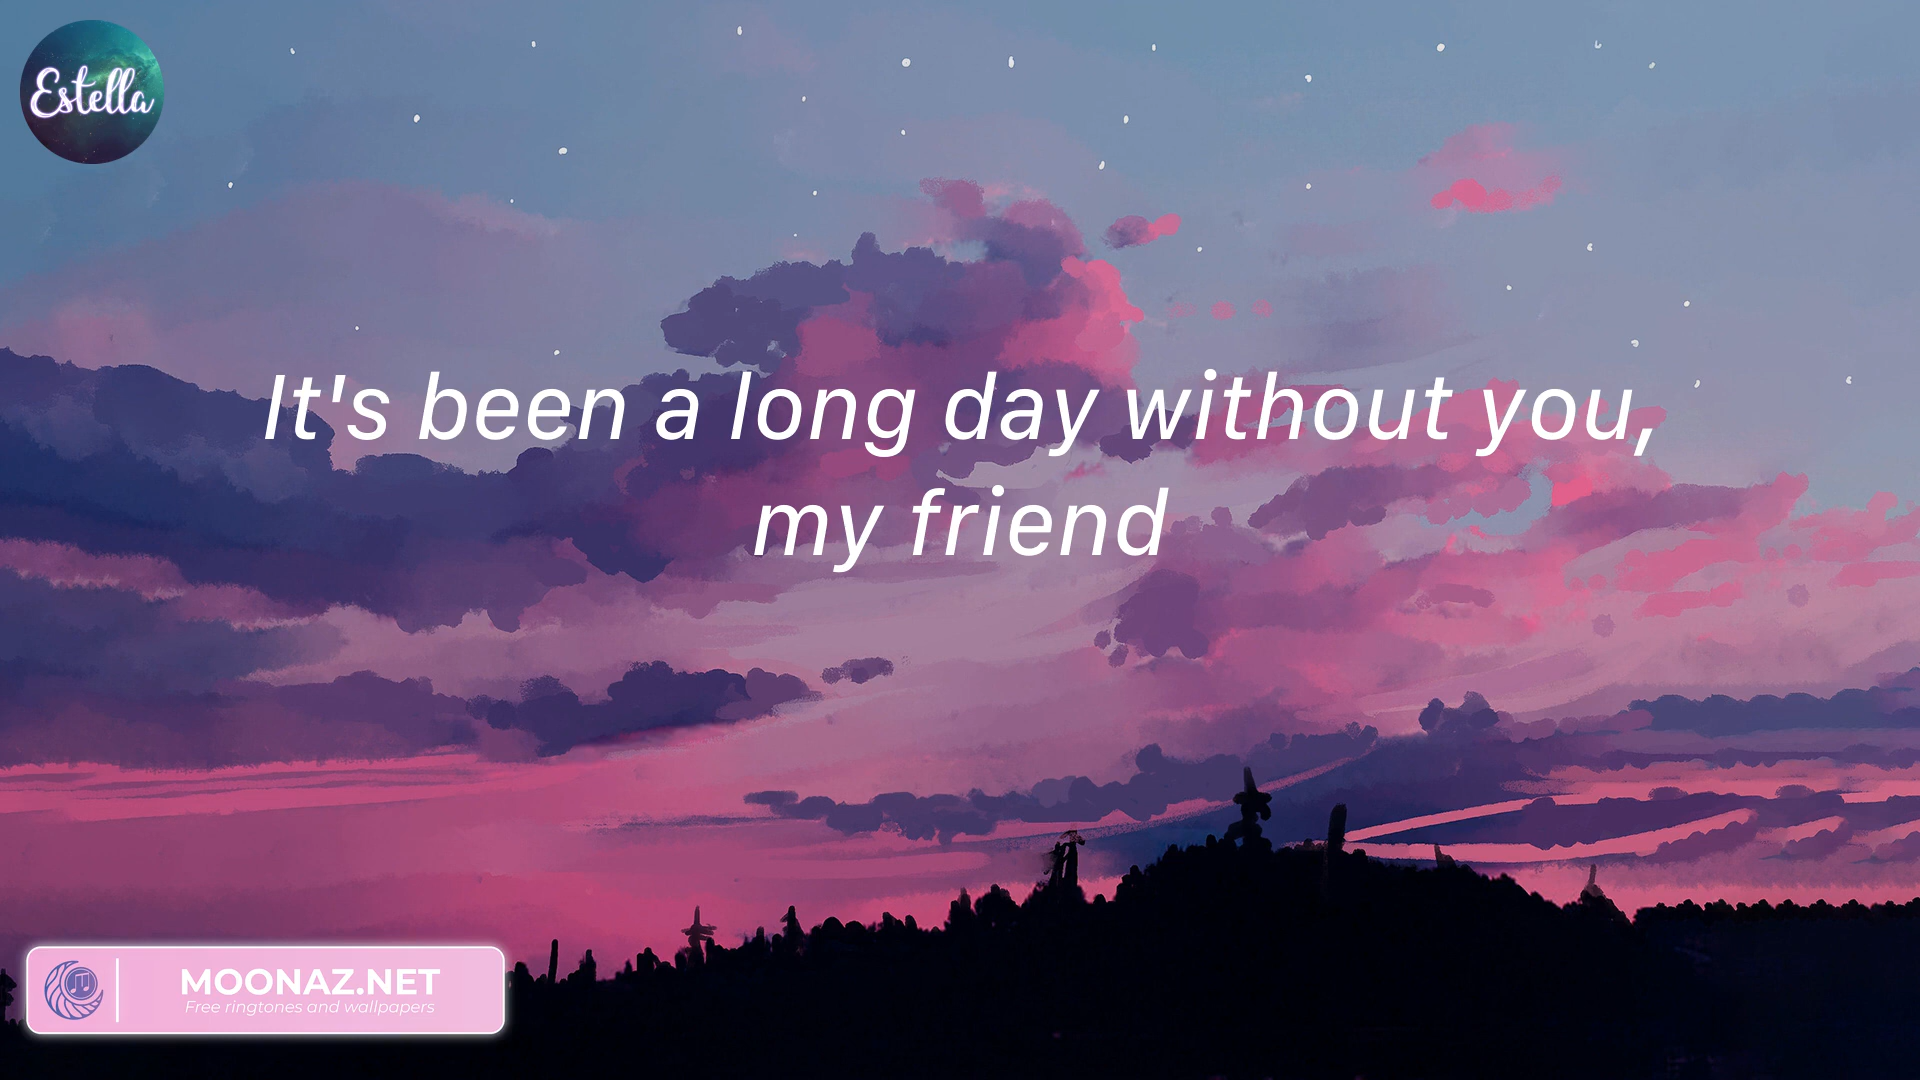 Estella
It's been a long day without you,
my friend
MOONAZ.NET
Free ringtones and wallpapers